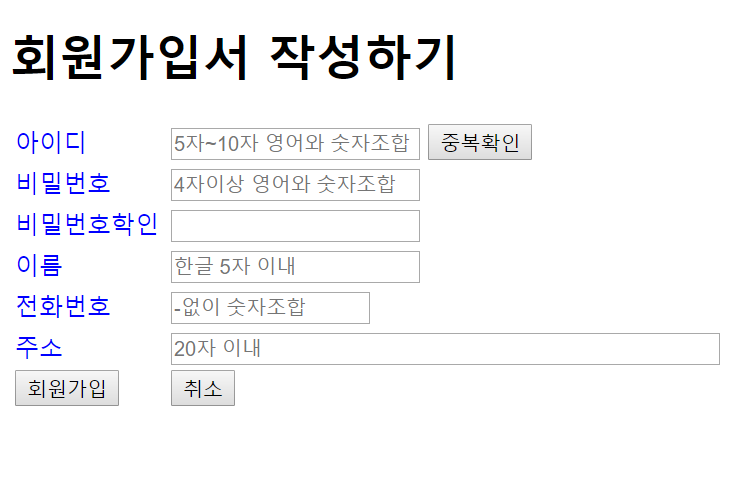 회원가입서 작성하기
아이디 5자~10자 영어와 숫자조합 중복확인
비밀번호 4자이상 영어와 숫자조합
비밀번호확인
이름 한글 5자 이내
전화번호 -없이 숫자조합
주소 20자 이내
회원가입 취소